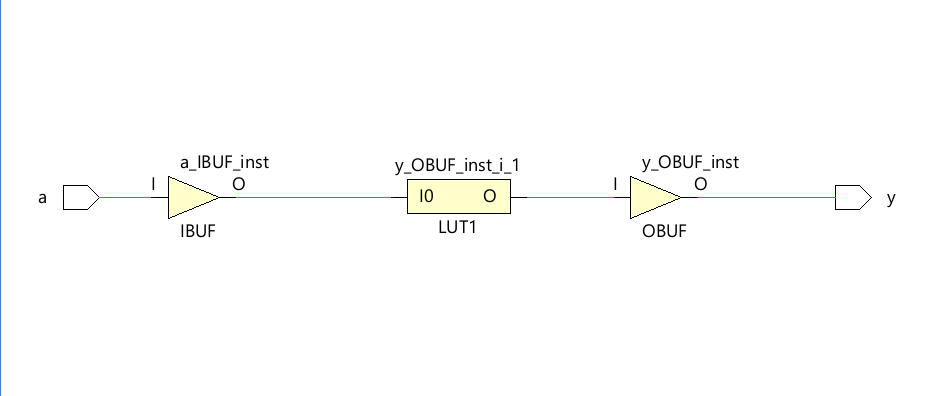 a_IBUF_inst
y_OBUF_inst_i_1
y_OBUF_inst
a
I
O
I0
O
I
O
y
IBUF
LUT1
OBUF